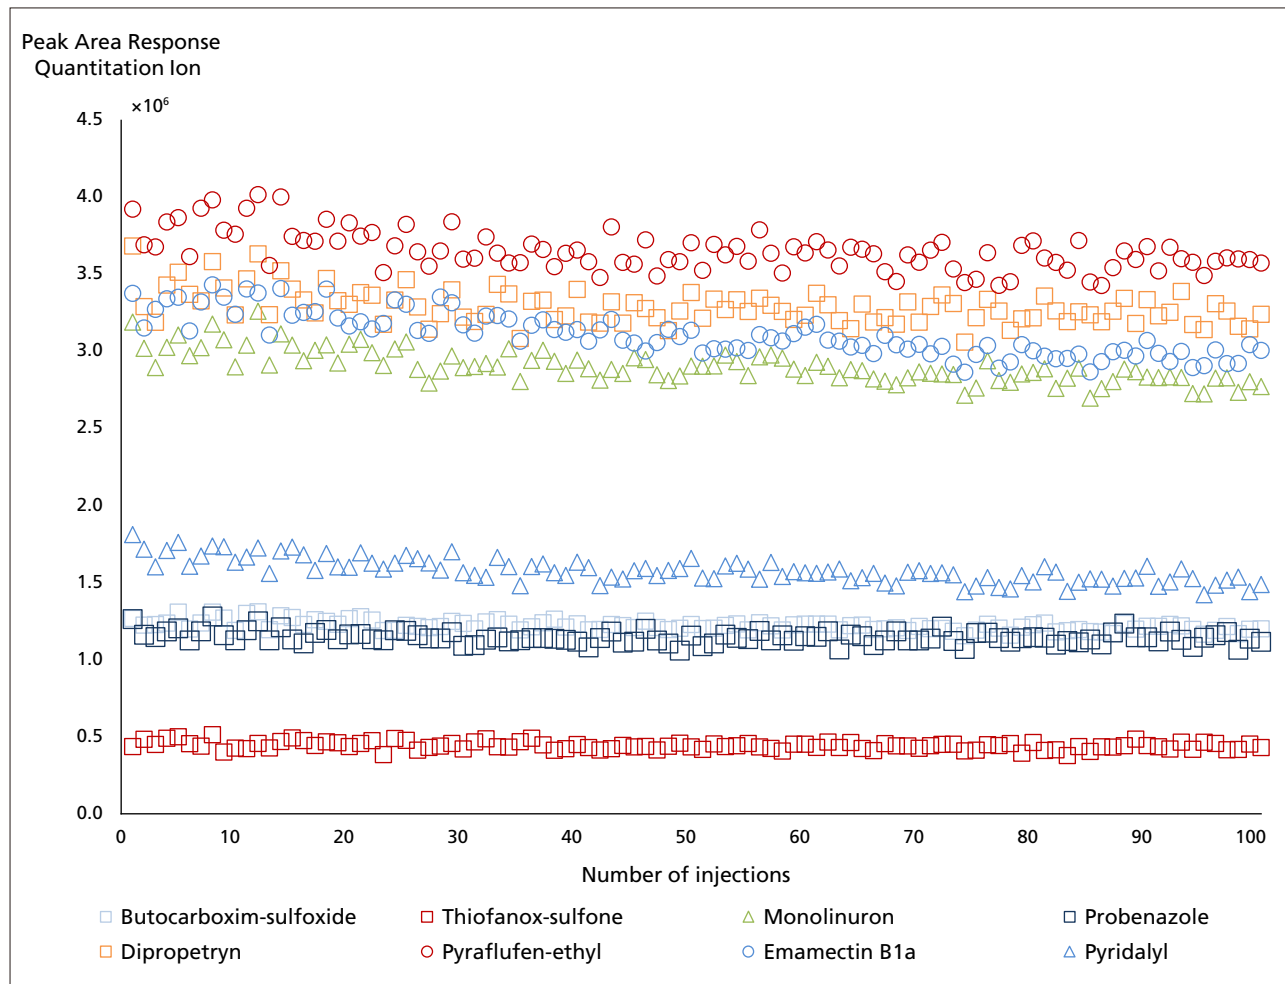 Peak Area Response
Quantitation Ion
×10⁶
4.5
4.0
3.5
3.0
2.5
2.0
1.5
1.0
0.5
0.0
0 10 20 30 40 50 60 70 80 90 100
Number of injections
Butocarboxim-sulfoxide Thiofanox-sulfone Monolinuron Probenazole
Dipropetryn Pyraflufen-ethyl Emamectin B1a Pyridalyl